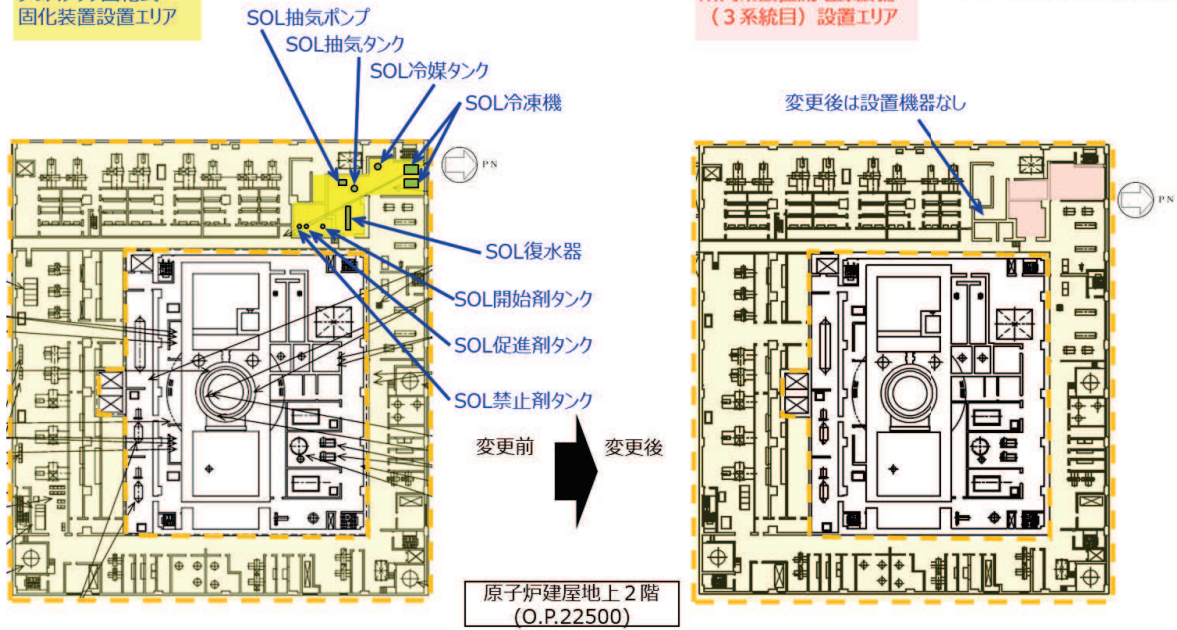 固化装置設置エリア
（３系統目）設置エリア
SOL抽気ポンプ
SOL抽気タンク
SOL冷媒タンク
SOL冷凍機
変更後は設置機器なし
PN
PN
SOL復水器
SOL開始剤タンク
SOL促進剤タンク
SOL禁止剤タンク
変更前
変更後
原子炉建屋地上２階
(O.P.22500)